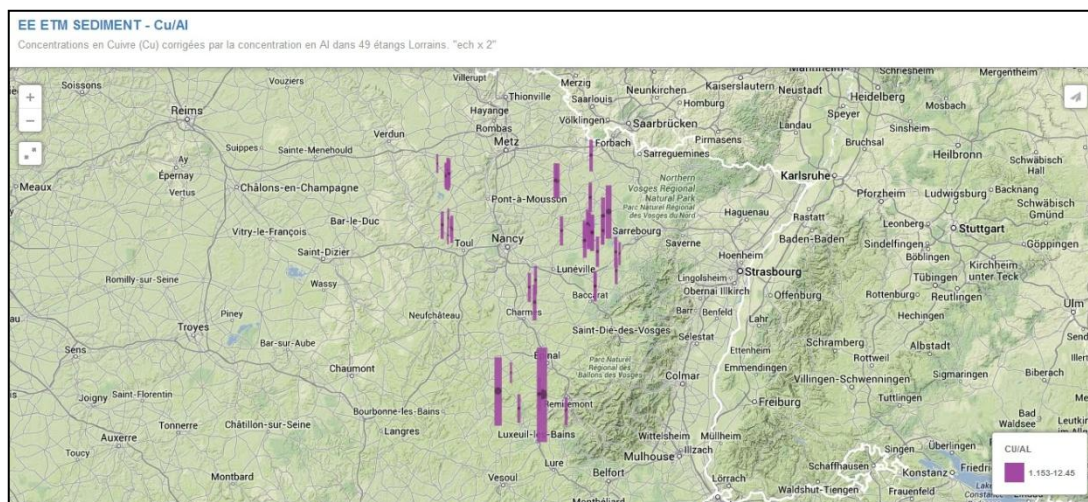 EE ETM SEDIMENT - Cu/Al
Concentrations en Cuivre (Cu) corrigées par la concentration en Al dans 49 étangs Lorrains. "ech x 2"
Soissons
Vouziers
Villerupt
Merzig
Kaiserslautern
Neustadt
Schriesheim
Mergentheim
Thionville
Saarlouis
Neunkirchen
Homburg
Heidelberg
Mosbach
+
Reims
Hayange
Völklingen
Speyer
−
Verdun
Rombas
Saarbrücken
Landau
Sinsheim
Suippes
Sainte-Menehould
Metz
Forbach
Pirmasens
Bruchsal
Heilbronn
Sarreguemines
Schwäbisch
Hall
Ay
Épernay
Karlsruhe
Meaux
Vertus
Châlons-en-Champagne
Northern
Vosges Regional
Natural Park
Parc Naturel Régional
des Vosges du Nord
Pforzheim
Ludwigsburg
Backnang
Pont-à-Mousson
Schwäbisch
Gmünd
Bar-le-Duc
Haguenau
Rastatt
Leonberg
Stuttgart
Vitry-le-François
Toul
Nancy
Sarrebourg
Saverne
Baden-Baden
Sindelfingen
Göppingen
Saint-Dizier
Hoenheim
Böblingen
Kirchheim
unter Teck
Romilly-sur-Seine
Wassy
Lunéville
Lingolsheim
Strasbourg
Tübingen
Obernai Illkirch
Offenburg
Rottenburg
Reutlingen
Baccarat
Ulm
Piney
Neufchâteau
Charmes
Barr
Benfeld
Lahr
Hechingen
Troyes
Saint-Dié-des-Vosges
Sélestat
Schramberg
Albstadt
Sens
Bar-sur-Aube
Ettenheim
Rottweil
Chaumont
Épinal
Parc Naturel
Régional des
Ballons des Vosges
Colmar
Emmendingen
Sigmaringen
Villingen-Schwenningen
Biberach
Joigny
Saint-Florentin
Bourbonne-les-Bains
Remiremont
Freiburg
Tuttlingen
Bad
Waldsee
Tonnerre
Châtillon-sur-Seine
Langres
Auxerre
Luxeuil-les-Bains
Wittelsheim
Müllheim
Singen
Überlingen
Toucy
Lure
Mulhouse
Illzach
Schaffhausen
Konstanz
Montbard
Vesoul
Belfort
Lörrach
Montbéliard
Waldshut-Tiengen
Frauenfeld
CU/AL
1.153-12.45